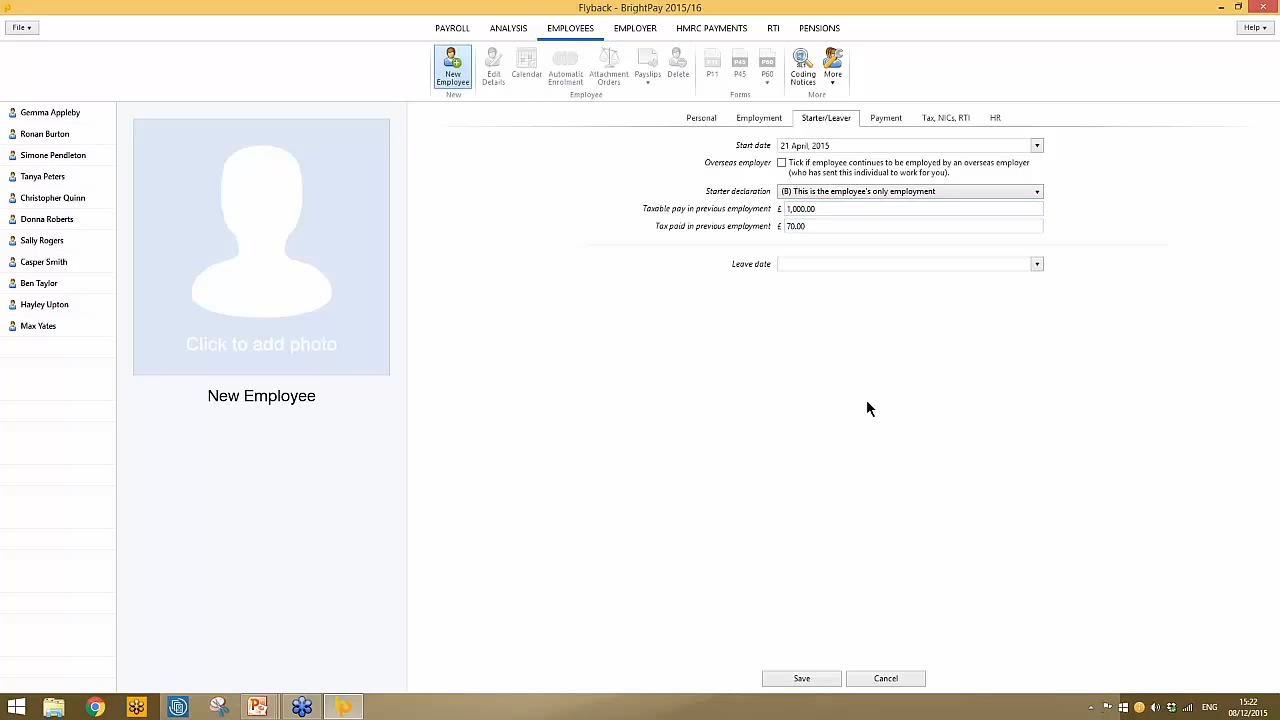 Flyback - BrightPay 2015/16
File
PAYROLL
ANALYSIS
EMPLOYEES
EMPLOYER
HMRC PAYMENTS
RTI
PENSIONS
Help
New Employee
Edit Details
Calendar
Automatic Enrolment
Attachment Orders
Payslips
Delete
P11
P45
P60
Coding Notices
More
New
Employee
Forms
More
Gemma Appleby
Ronan Burton
Simone Pendleton
Tanya Peters
Christopher Quinn
Donna Roberts
Sally Rogers
Casper Smith
Ben Taylor
Hayley Upton
Max Yates
Click to add photo
New Employee
Personal
Employment
Starter/Leaver
Payment
Tax, NICs, RTI
HR
Start date 21 April, 2015
Overseas employer Tick if employee continues to be employed by an overseas employer
(who has sent this individual to work for you).
Starter declaration (B) This is the employee's only employment
Taxable pay in previous employment £ 1,000.00
Tax paid in previous employment £ 70.00
Leave date
Save
Cancel
ENG
15:22
08/12/2015